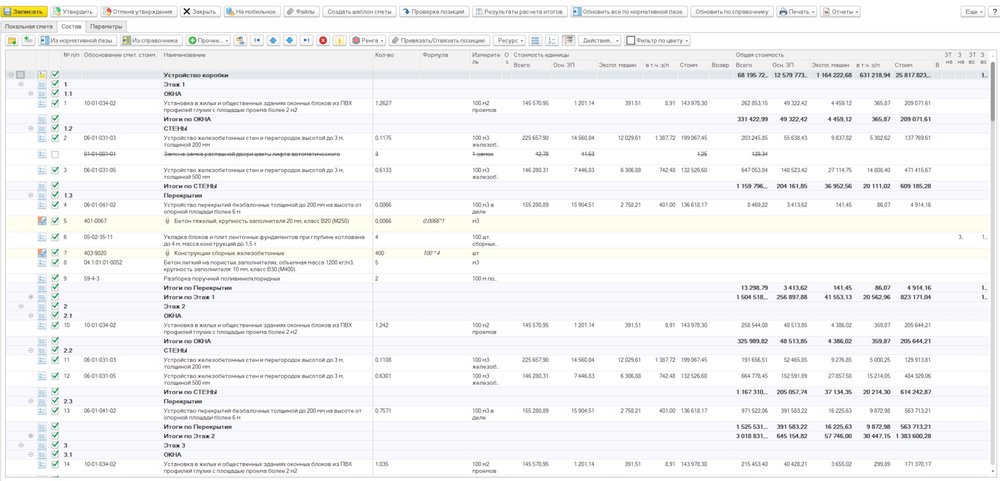 Записать Утвердить Отмена утверждения Закрыть На мобильное Файлы Создать шаблон сметы Проверка позиций Результаты расчета итогов Обновить всё по нормативной базе Обновить по справочнику Печать Отчеты Еще ?
Локальная смета Состав Параметры
Из нормативной базы Из справочника Прочее... Ренга Привязать/Отвязать позицию Ресурс Действия... Фильтр по цвету
№ п/п Обоснование смет. стоим. Наименование Кол-во Формула Измерите О Стоимость единицы Общая стоимость ЗТ З ЗТ З
ль с Всего Осн. ЗП Экспл. машин в т.ч. з/п Стоим. Возвр Всего Осн. ЗП Экспл. машин в т.ч. з/п Стоим. В на на вс вс
Устройство коробки 68 195 72... 12 579 773... 1 164 222,68 631 218,94 25 817 823,... 1...
1 Этаж 1
1.1 ОКНА
1 10-01-034-02 Установка в жилых и общественных зданиях оконных блоков из ПВХ 1,2627 100 м2 145 570,95 1 201,14 391,51 8,91 143 978,30 262 853,15 49 322,42 4 459,12 365,87 209 071,61
профилей глухих с площадью проема более 2 м2 проемов
Итоги по ОКНА 331 422,99 49 322,42 4 459,12 365,87 209 071,61
1.2 СТЕНЫ
2 06-01-031-03 Устройство железобетонных стен и перегородок высотой до 3 м, 0,1175 100 м3 225 657,90 14 560,84 12 029,61 1 387,72 199 067,45 203 245,85 55 638,43 9 837,82 5 302,62 137 769,61
толщиной 200 мм железоб...
01-01-001-01 Замена замка распашной двери шахты лифта автоматического 3 1 замок 42,78 41,53 1,25 128,34
3 06-01-031-05 Устройство железобетонных стен и перегородок высотой до 3 м, 0,6133 100 м3 146 280,31 7 446,83 6 306,88 742,48 132 526,60 647 053,84 148 523,42 27 114,75 14 808,40 471 415,67
толщиной 500 мм железоб...
Итоги по СТЕНЫ 1 159 796,... 204 161,85 36 952,56 20 111,02 609 185,28
1.3 Перекрытия
4 06-01-041-02 Устройство перекрытий безбалочных толщиной до 200 мм на высоте от 0,0066 100 м3 в 155 280,89 15 904,51 2 758,21 401,00 136 618,17 8 469,22 3 413,62 141,45 86,07 4 914,16
опорной площади более 6 м деле
5 401-0067 Бетон тяжелый, крупность заполнителя 20 мм, класс В20 (М250) 0,0066 0,0066*1 м3
6 05-02-35-11 Укладка блоков и плит ленточных фундаментов при глубине котлована 4 100 шт. 3... 1...
до 4 м, масса конструкций до 1,5 т сборных...
7 403-9020 Конструкции сборные железобетонные 400 100 * 4 шт
8 04.1.01.01-0052 Бетон легкий на пористых заполнителях, объемная масса 1200 кг/м3, 5 м3
крупность заполнителя: 10 мм, класс В30 (М400)
9 59-4-3 Разборка поручней поливинилхлоридных 2 100 м по...
Итоги по Перекрытия 13 298,79 3 413,62 141,45 86,07 4 914,16 1...
Итоги по Этаж 1 1 504 518,... 256 897,88 41 553,13 20 562,96 823 171,04 1...
2 Этаж 2
2.1 ОКНА
10 10-01-034-02 Установка в жилых и общественных зданиях оконных блоков из ПВХ 1,242 100 м2 145 570,95 1 201,14 391,51 8,91 143 978,30 258 544,08 48 513,85 4 386,02 359,87 205 644,21
профилей глухих с площадью проема более 2 м2 проемов
Итоги по ОКНА 325 989,82 48 513,85 4 386,02 359,87 205 644,21
2.2 СТЕНЫ
11 06-01-031-03 Устройство железобетонных стен и перегородок высотой до 3 м, 0,1108 100 м3 225 657,90 14 560,84 12 029,61 1 387,72 199 067,45 191 656,51 52 465,85 9 276,85 5 000,25 129 913,81
толщиной 200 мм железоб...
12 06-01-031-05 Устройство железобетонных стен и перегородок высотой до 3 м, 0,6301 100 м3 146 280,31 7 446,83 6 306,88 742,48 132 526,60 664 778,45 152 591,89 27 857,50 15 214,05 484 329,06
толщиной 500 мм железоб...
Итоги по СТЕНЫ 1 167 310,... 205 057,74 37 134,35 20 214,30 614 242,87
2.3 Перекрытия
13 06-01-041-02 Устройство перекрытий безбалочных толщиной до 200 мм на высоте от 0,7571 100 м3 в 155 280,89 15 904,51 2 758,21 401,00 136 618,17 971 522,06 391 583,22 16 225,63 9 872,98 563 713,21
опорной площади более 6 м деле
Итоги по Перекрытия 1 525 531,... 391 583,22 16 225,63 9 872,98 563 713,21
Итоги по Этаж 2 3 018 831,... 645 154,82 57 746,00 30 447,15 1 383 600,28
3 Этаж 3
3.1 ОКНА
14 10-01-034-02 Установка в жилых и общественных зданиях оконных блоков из ПВХ 1,035 100 м2 145 570,95 1 201,14 391,51 8,91 143 978,30 215 453,40 40 428,21 3 655,02 299,89 171 370,17
профилей глухих с площадью проема более 2 м2 проемов